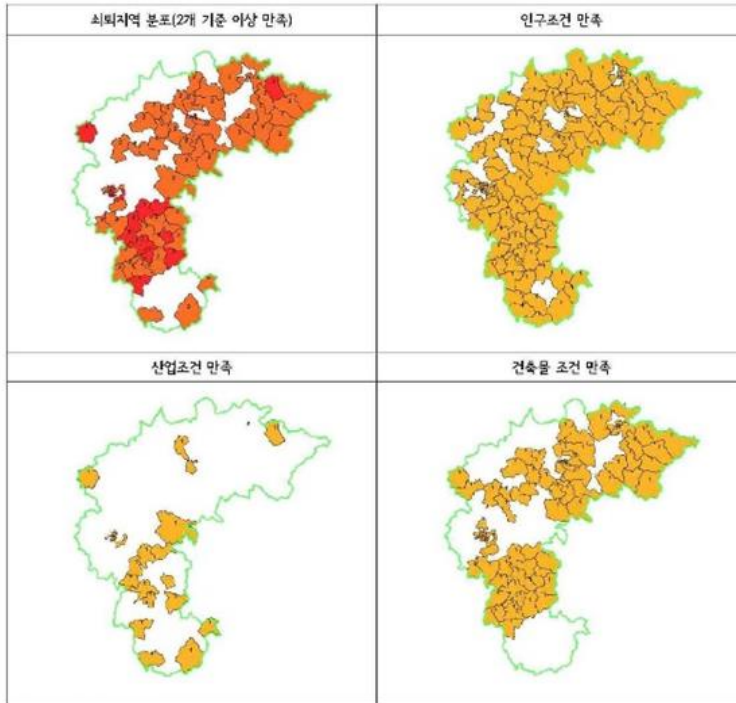 쇠퇴지역 분포(2개 기준 이상 만족)
인구조건 만족
산업조건 만족
건축물 조건 만족